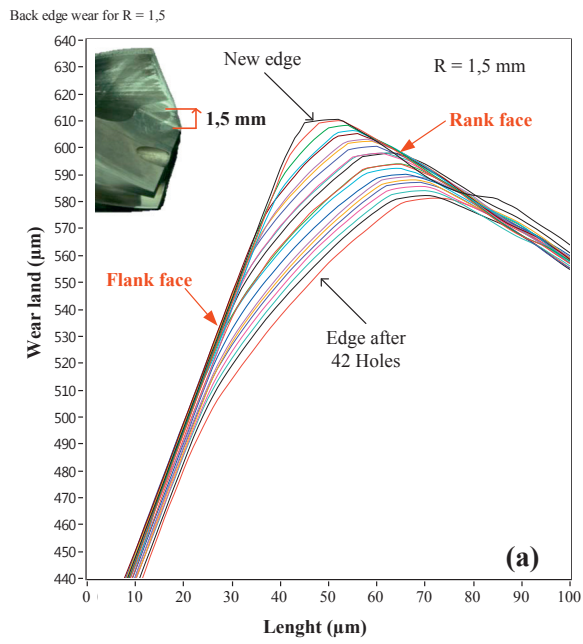 Back edge wear for R = 1,5
640
630
620
610
600
590
580
570
560
550
540
530
520
510
500
490
480
470
460
450
440
Wear land (µm)
New edge
R = 1,5 mm
1,5 mm
Rank face
Flank face
Edge after
42 Holes
(a)
0 10 20 30 40 50 60 70 80 90 100
Lenght (µm)